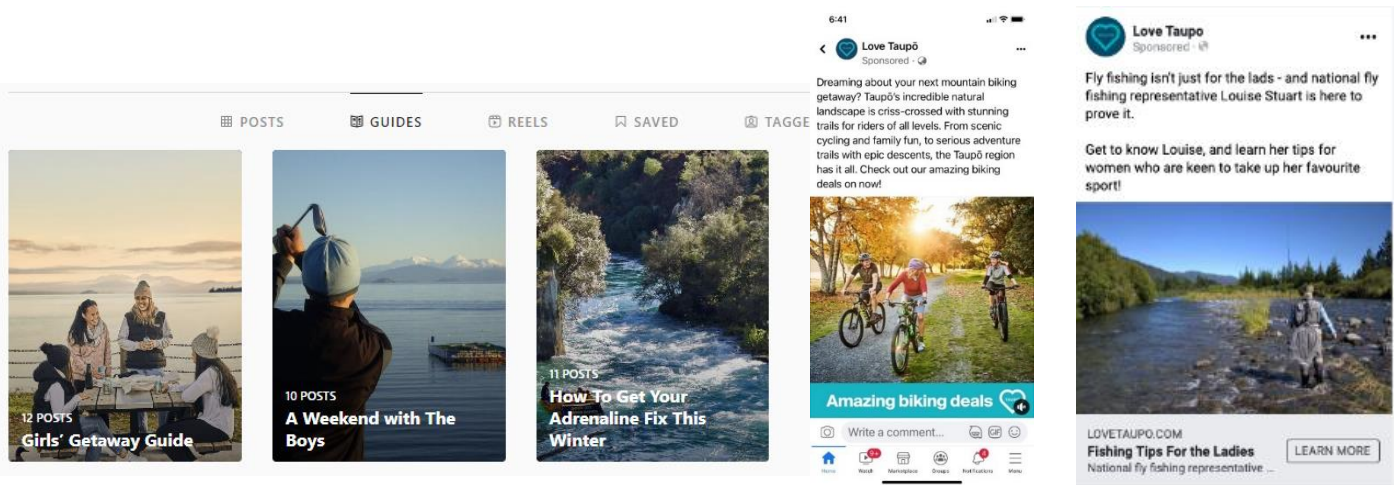 POSTS
GUIDES
REELS
SAVED
TAGGE
12 POSTS
Girls' Getaway Guide
10 POSTS
A Weekend with The
Boys
11 POSTS
How To Get Your
Adrenaline Fix This
Winter
6:41
Love Taupō
Sponsored ·
Dreaming about your next mountain biking
getaway? Taupō's incredible natural
landscape is criss-crossed with stunning
trails for riders of all levels. From scenic
cycling and family fun, to serious adventure
trails with epic descents, the Taupō region
has it all. Check out our amazing biking
deals on now!
Amazing biking deals
Write a comment...
GIF
9+
4
Home
Watch
Marketplace
Groups
Notifications
Menu
Love Taupo
Sponsored ·
Fly fishing isn't just for the lads - and national fly
fishing representative Louise Stuart is here to
prove it.
Get to know Louise, and learn her tips for
women who are keen to take up her favourite
sport!
LOVETAUPO.COM
Fishing Tips For the Ladies
National fly fishing representative ...
LEARN MORE